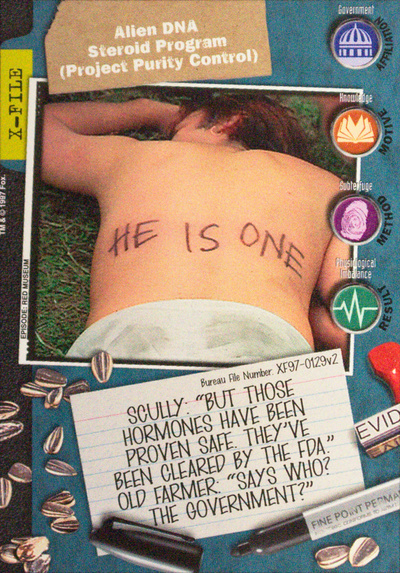 Alien DNA
Steroid Program
(Project Purity Control)
Government
AFFILIATION
X-FILE
Knowledge
MOTIVE
TM & © 1997 Fox.
Subterfuge
METHOD
HE IS ONE
Physiological
Imbalance
RESULT
EPISODE: RED MUSEUM
Bureau File Number: XF97-0129v2
SCULLY: "BUT THOSE
HORMONES HAVE BEEN
PROVEN SAFE. THEY'VE
BEEN CLEARED BY THE FDA."
OLD FARMER: "SAYS WHO?
THE GOVERNMENT?"
EVID
FINE POINT PERMA